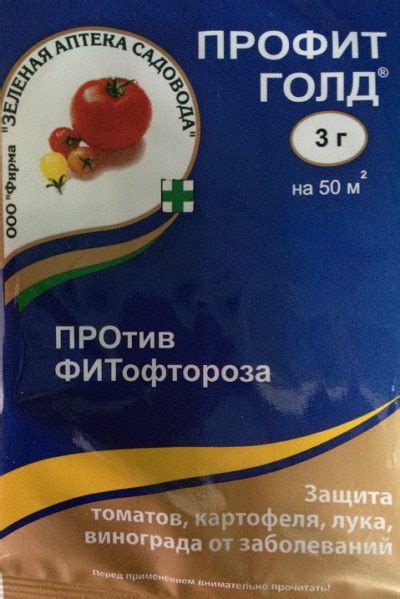 ООО "Фирма "ЗЕЛЕНАЯ АПТЕКА САДОВОДА"
ПРОФИТ
ГОЛД®
3 г
на 50 м²
ПРОтив
ФИТофтороза
Защита
томатов, картофеля, лука,
винограда от заболеваний
Перед применением внимательно прочитать!